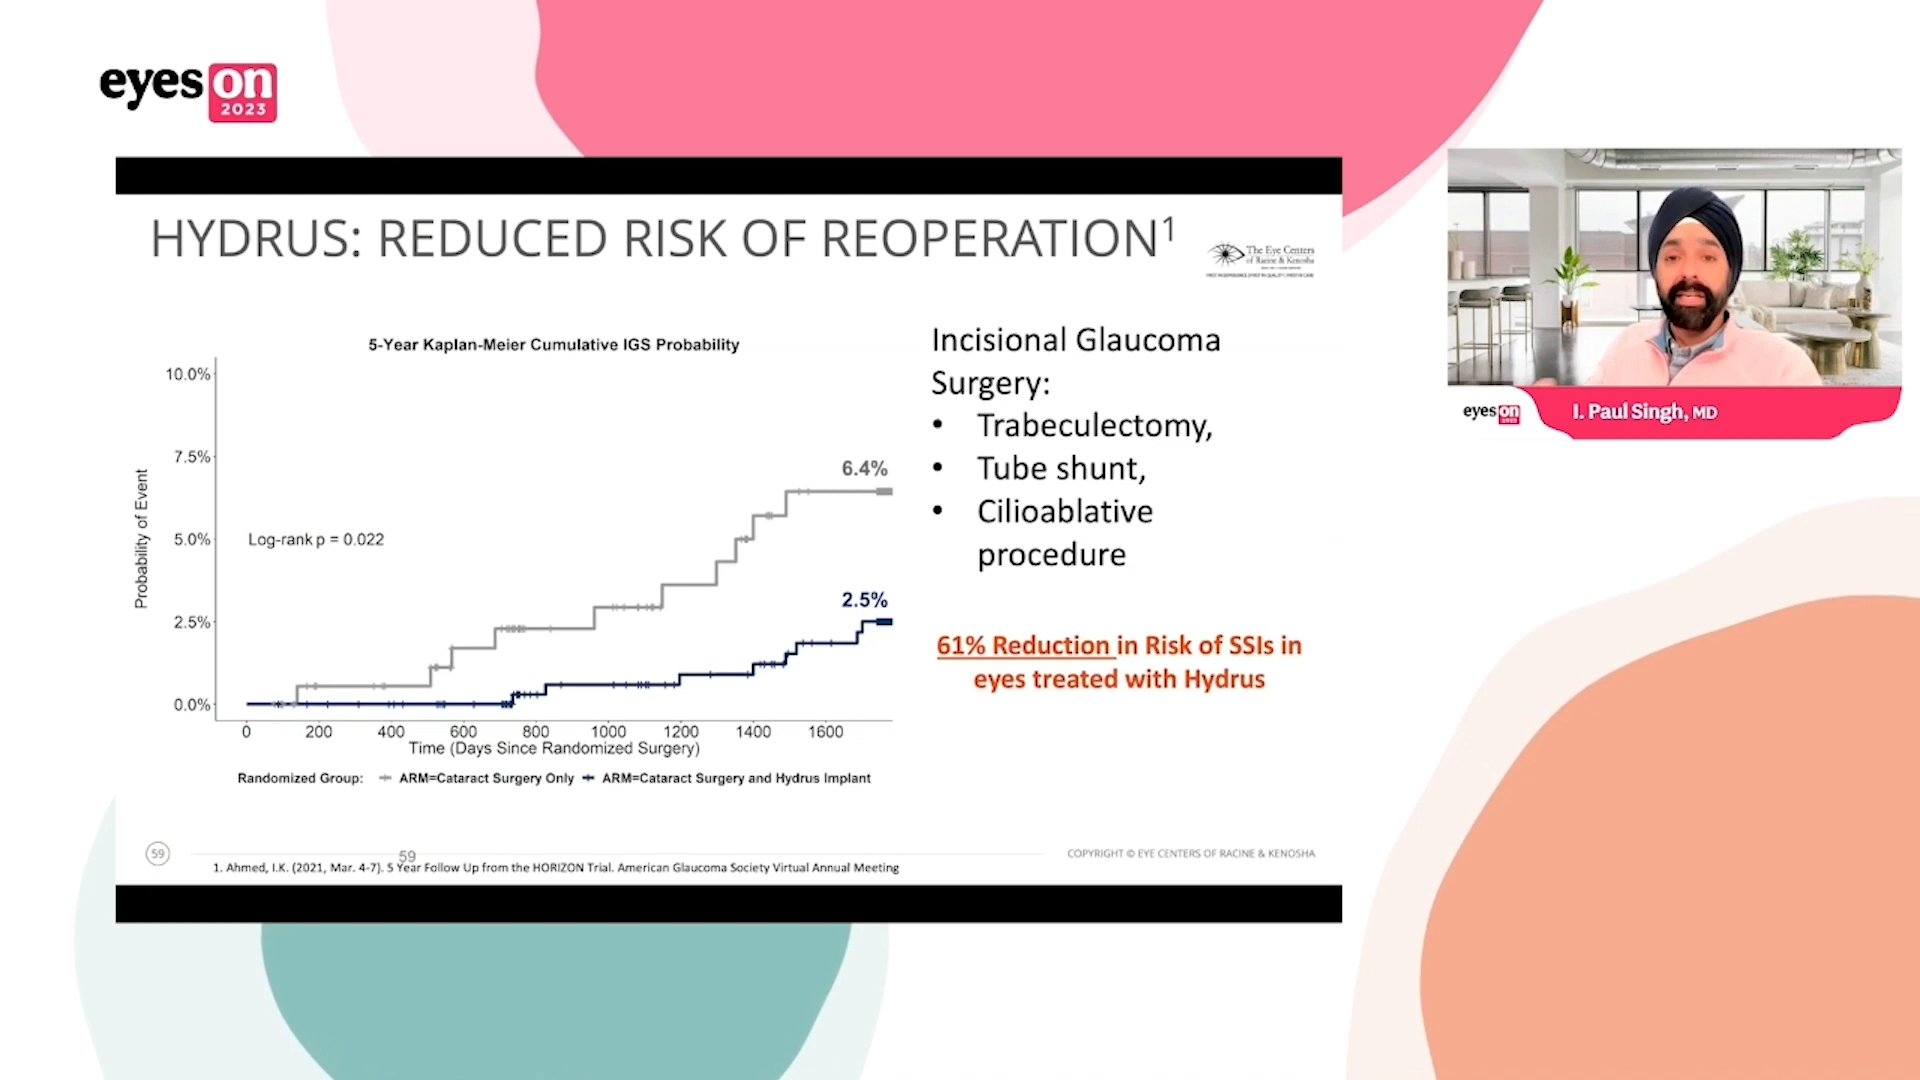 eyes on
2023
HYDRUS: REDUCED RISK OF REOPERATION1
The Eye Centers
of Racine & Kenosha
5-Year Kaplan-Meier Cumulative IGS Probability
Probability of Event
10.0%
7.5%
5.0%
2.5%
0.0%
Log-rank p = 0.022
6.4%
2.5%
0 200 400 600 800 1000 1200 1400 1600
Time (Days Since Randomized Surgery)
Randomized Group: ARM=Cataract Surgery Only ARM=Cataract Surgery and Hydrus Implant
Incisional Glaucoma
Surgery:
• Trabeculectomy,
• Tube shunt,
• Cilioablative
procedure
61% Reduction in Risk of SSIs in
eyes treated with Hydrus
59
59
1. Ahmed, I.K. (2021, Mar. 4-7). 5 Year Follow Up from the HORIZON Trial. American Glaucoma Society Virtual Annual Meeting
COPYRIGHT © EYE CENTERS OF RACINE & KENOSHA
eyes on
2023
I. Paul Singh, MD